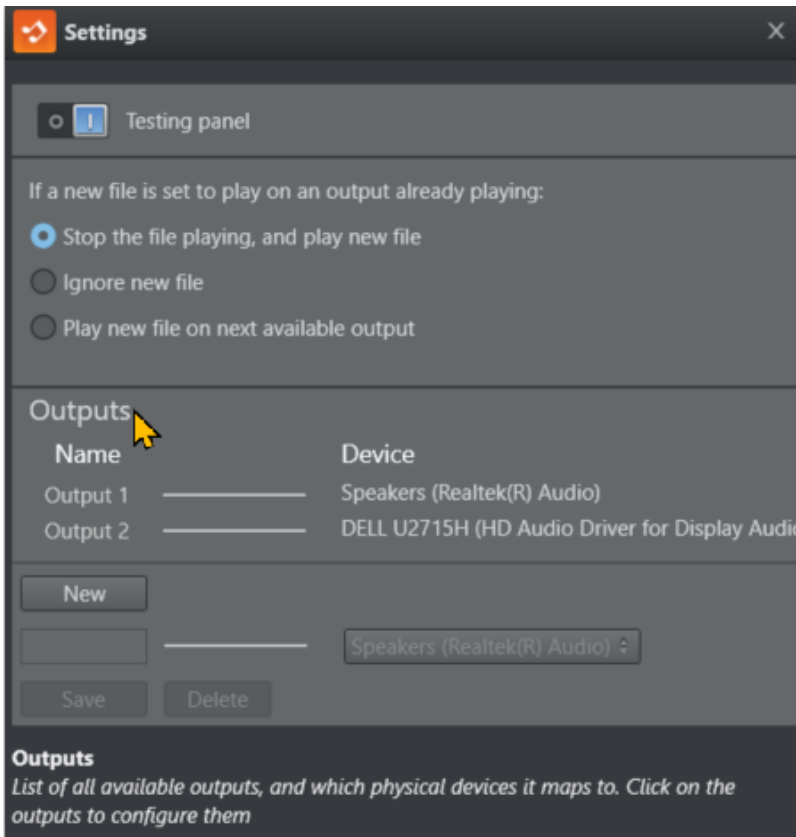 Settings
Testing panel
If a new file is set to play on an output already playing:
Stop the file playing, and play new file
Ignore new file
Play new file on next available output
Outputs
Name Device
Output 1 Speakers (Realtek(R) Audio)
Output 2 DELL U2715H (HD Audio Driver for Display Audi
New
Speakers (Realtek(R) Audio)
Save Delete
Outputs
List of all available outputs, and which physical devices it maps to. Click on the
outputs to configure them